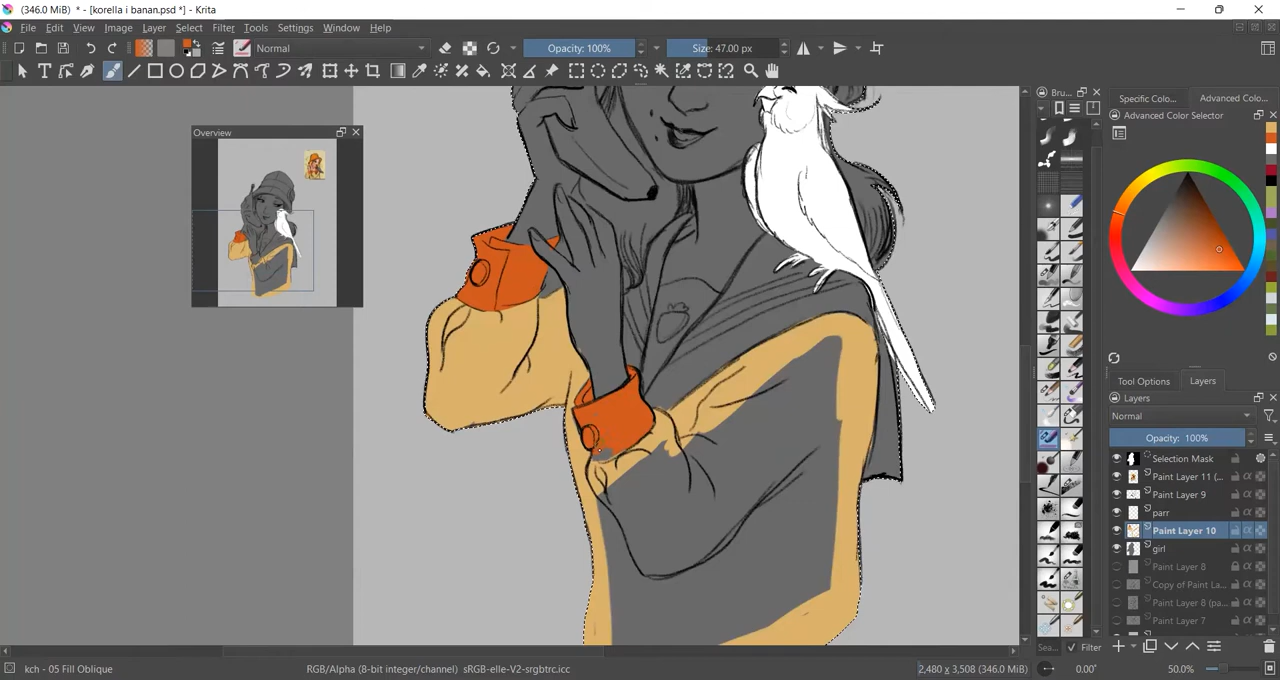 (346.0 MiB) * - [korella i banan.psd *] - Krita
File Edit View Image Layer Select Filter Tools Settings Window Help
Normal
Opacity: 100%
Size: 47.00 px
Overview
Bru...
Specific Colo...
Advanced Colo...
Advanced Color Selector
Tool Options
Layers
Layers
Normal
Opacity: 100%
Selection Mask
Paint Layer 11 (...
Paint Layer 9
parr
Paint Layer 10
girl
Paint Layer 8
Copy of Paint La...
Paint Layer 8 (pa...
Paint Layer 7
Sea...
Filter
kch - 05 Fill Oblique
RGB/Alpha (8-bit integer/channel) sRGB-elle-V2-srgbtrc.icc
2,480 x 3,508 (346.0 MiB)
0.00°
50.0%